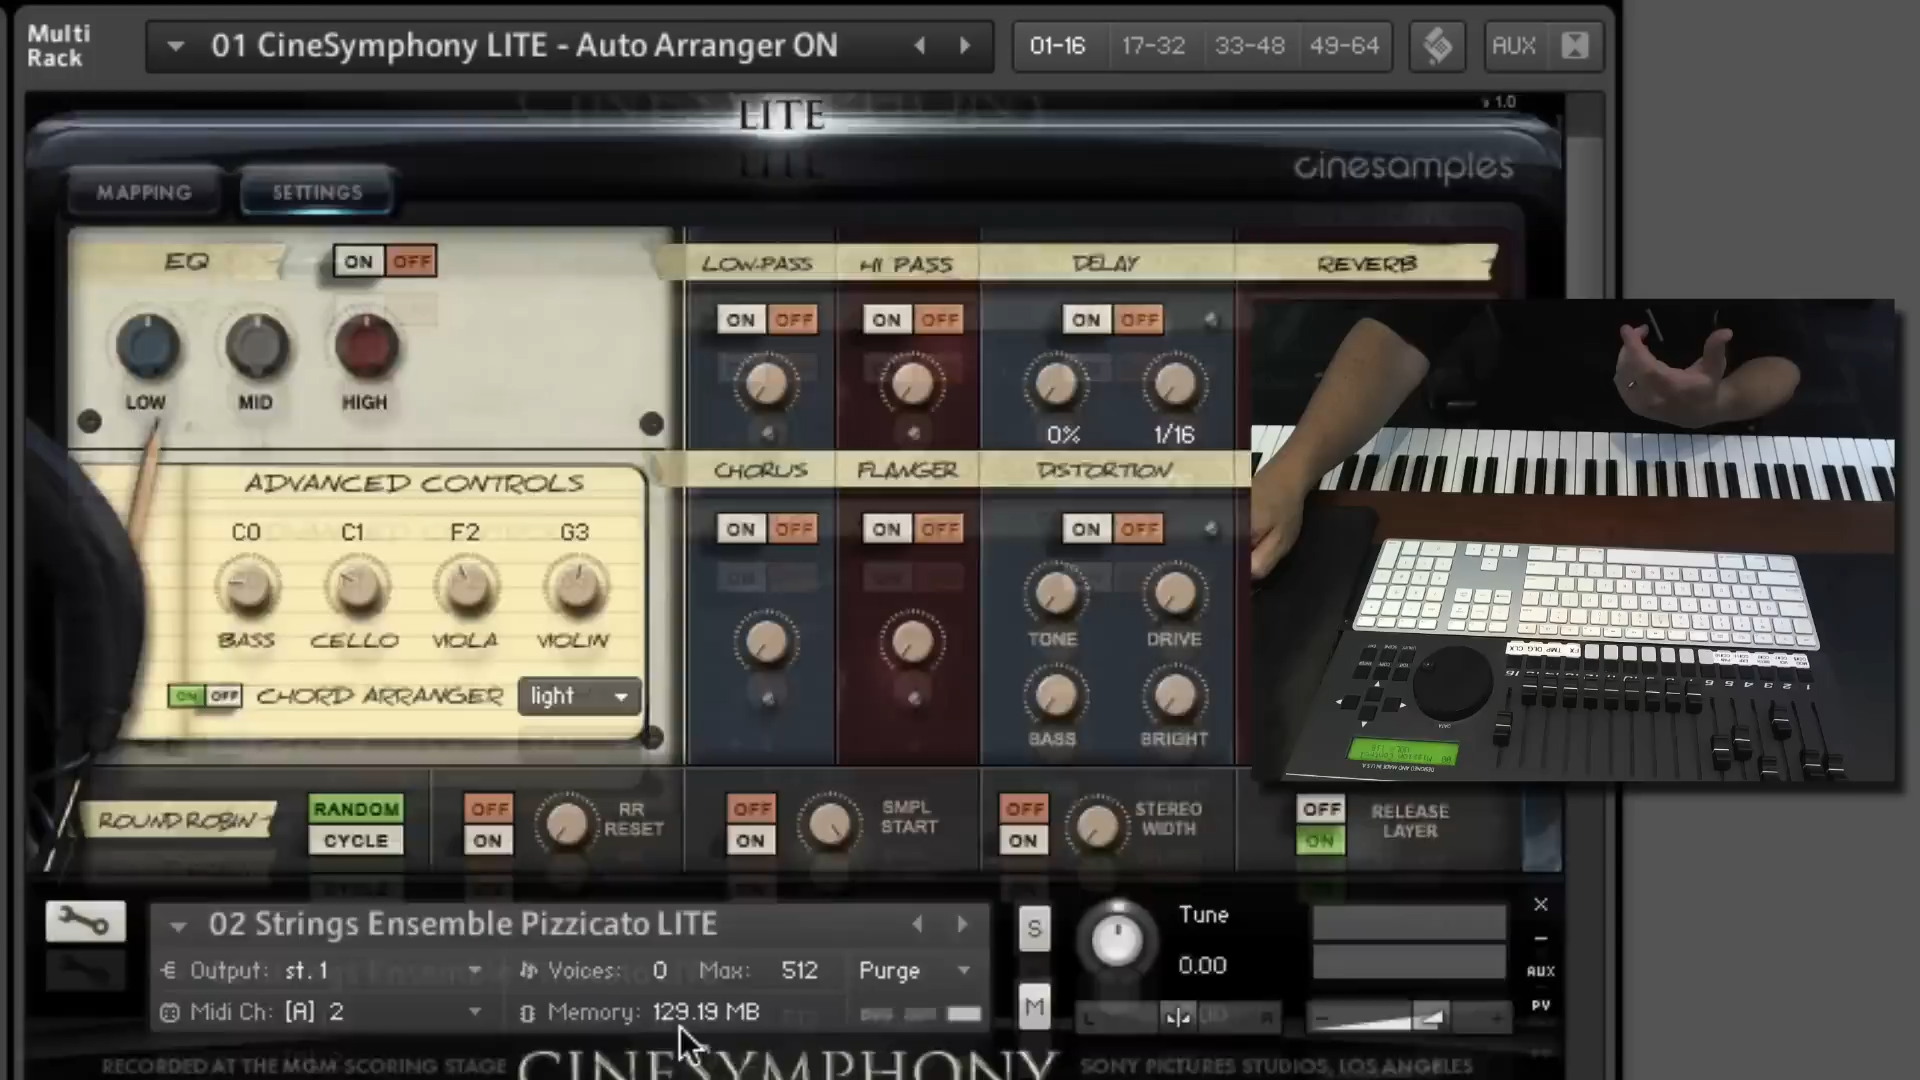 Multi
Rack
01 CineSymphony LITE - Auto Arranger ON
01-16
17-32
33-48
49-64
AUX
LITE
v 1.0
cinesamples
MAPPING
SETTINGS
EQ
ON OFF
LOW
MID
HIGH
LOW-PASS
HI PASS
DELAY
REVERB
ON OFF
ON OFF
ON OFF
0%
1/16
ADVANCED CONTROLS
C0
C1
F2
G3
BASS
CELLO
VIOLA
VIOLIN
ON OFF
CHORD ARRANGER
light
CHORUS
FLANGER
DISTORTION
ON OFF
ON OFF
ON OFF
TONE
DRIVE
BASS
BRIGHT
ROUND ROBIN
RANDOM
CYCLE
OFF
ON
RR
RESET
OFF
ON
SMPL
START
OFF
ON
STEREO
WIDTH
OFF
ON
RELEASE
LAYER
02 Strings Ensemble Pizzicato LITE
Output: st. 1
Voices: 0 Max: 512
Purge
Midi Ch: [A] 2
Memory: 129.19 MB
S
M
Tune
0.00
L
R
AUX
PV
RECORDED AT THE MGM SCORING STAGE
CINESYMPHONY
SONY PICTURES STUDIOS, LOS ANGELES